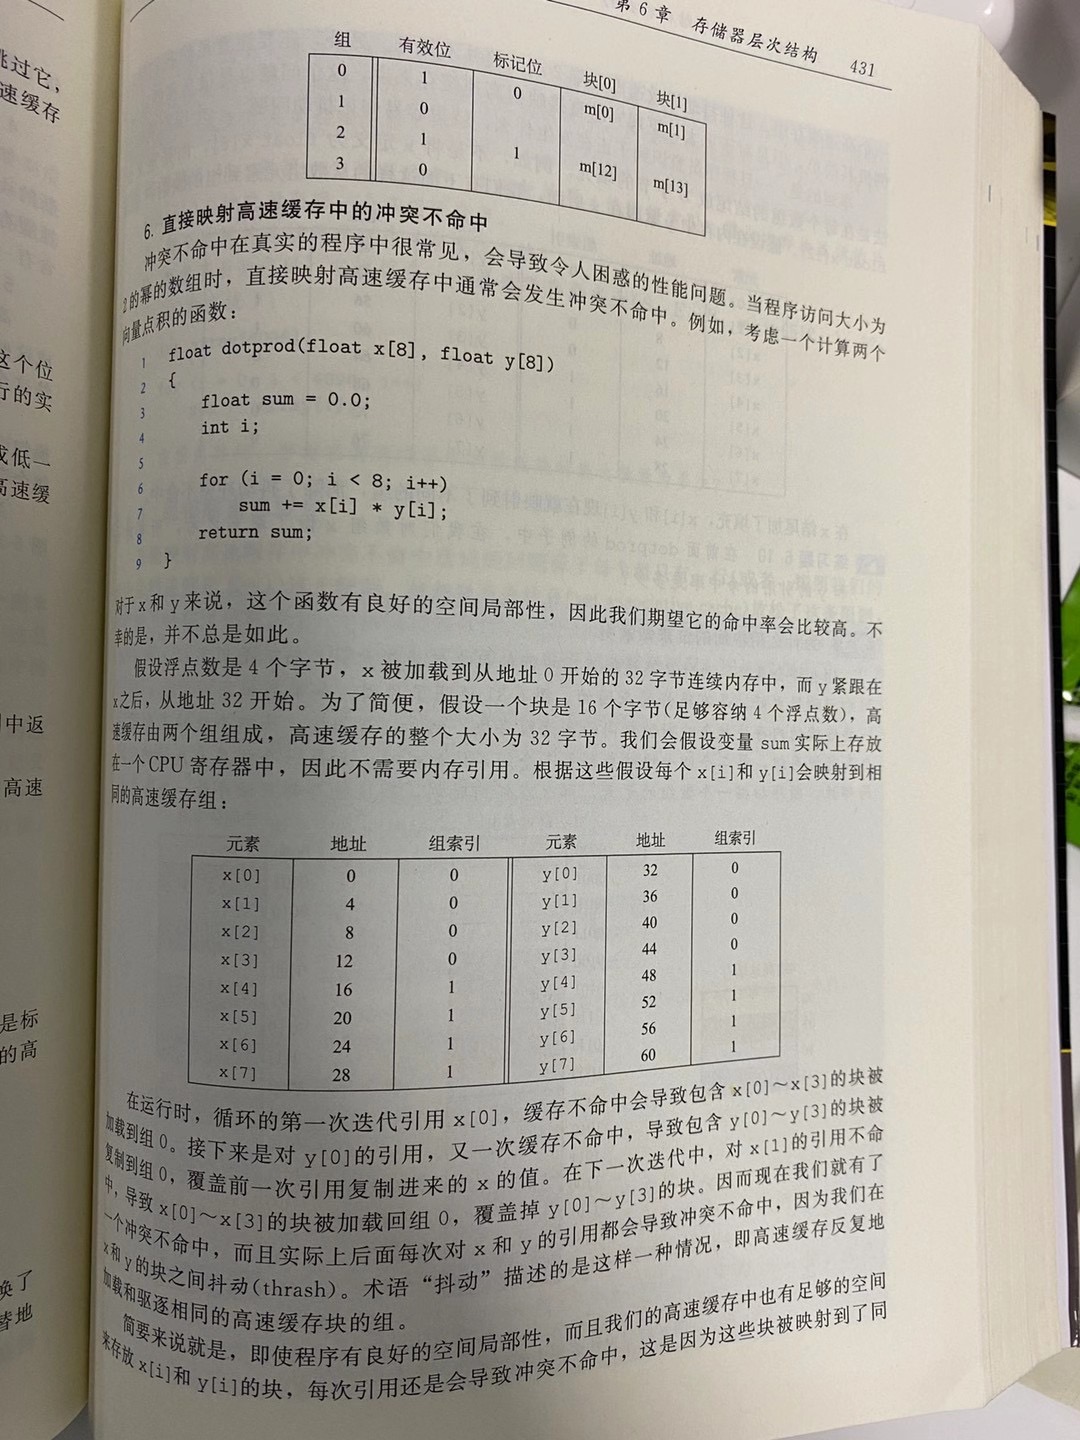 第 6 章 存储器层次结构 431
跳过它，
速缓存
这个位
行的实
或低一
高速缓
中返
高速
是标
的高
换了
替地
组 有效位 标记位 块[0] 块[1]
0 1 0 m[0] m[1]
1 0
2 1 1 m[12] m[13]
3 0
6. 直接映射高速缓存中的冲突不命中
冲突不命中在真实的程序中很常见，会导致令人困惑的性能问题。当程序访问大小为
2 的幂的数组时，直接映射高速缓存中通常会发生冲突不命中。例如，考虑一个计算两个
向量点积的函数：
1 float dotprod(float x[8], float y[8])
2 {
3 float sum = 0.0;
4 int i;
5
6 for (i = 0; i < 8; i++)
7 sum += x[i] * y[i];
8 return sum;
9 }
对于 x 和 y 来说，这个函数有良好的空间局部性，因此我们期望它的命中率会比较高。不
幸的是，并不总是如此。
假设浮点数是 4 个字节，x 被加载到从地址 0 开始的 32 字节连续内存中，而 y 紧跟在
x 之后，从地址 32 开始。为了简便，假设一个块是 16 个字节(足够容纳 4 个浮点数)，高
速缓存由两个组组成，高速缓存的整个大小为 32 字节。我们会假设变量 sum 实际上存放
在一个 CPU 寄存器中，因此不需要内存引用。根据这些假设每个 x[i]和 y[i]会映射到相
同的高速缓存组：
元素 地址 组索引 元素 地址 组索引
x[0] 0 0 y[0] 32 0
x[1] 4 0 y[1] 36 0
x[2] 8 0 y[2] 40 0
x[3] 12 0 y[3] 44 0
x[4] 16 1 y[4] 48 1
x[5] 20 1 y[5] 52 1
x[6] 24 1 y[6] 56 1
x[7] 28 1 y[7] 60 1
在运行时，循环的第一次迭代引用 x[0]，缓存不命中会导致包含 x[0]～x[3]的块被
加载到组 0。接下来是对 y[0]的引用，又一次缓存不命中，导致包含 y[0]～y[3]的块被
复制到组 0，覆盖前一次引用复制进来的 x 的值。在下一次迭代中，对 x[1]的引用不命
中，导致 x[0]～x[3]的块被加载回组 0，覆盖掉 y[0]～y[3]的块。因而现在我们就有了
一个冲突不命中，而且实际上后面每次对 x 和 y 的引用都会导致冲突不命中，因为我们在
x 和 y 的块之间抖动(thrash)。术语“抖动”描述的是这样一种情况，即高速缓存反复地
加载和驱逐相同的高速缓存块的组。
简要来说就是，即使程序有良好的空间局部性，而且我们的高速缓存中也有足够的空间
来存放 x[i]和 y[i]的块，每次引用还是会导致冲突不命中，这是因为这些块被映射到了同